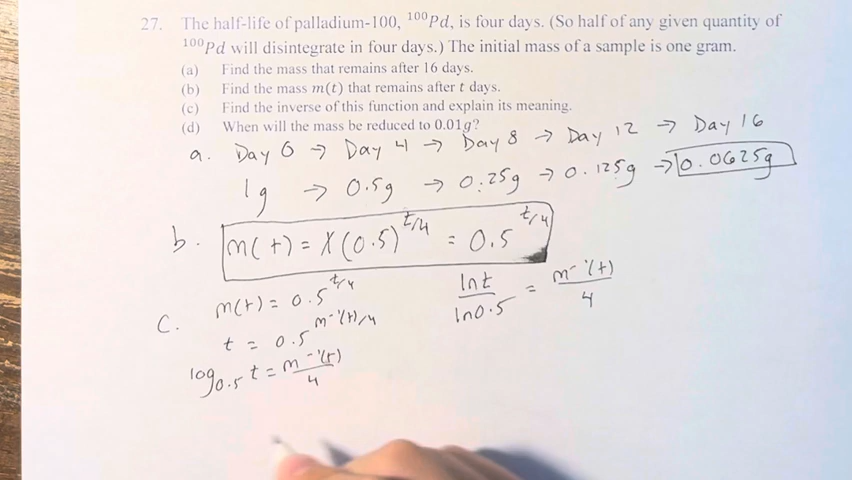 27. The half-life of palladium-100, ¹⁰⁰Pd, is four days. (So half of any given quantity of
¹⁰⁰Pd will disintegrate in four days.) The initial mass of a sample is one gram.
(a) Find the mass that remains after 16 days.
(b) Find the mass m(t) that remains after t days.
(c) Find the inverse of this function and explain its meaning.
(d) When will the mass be reduced to 0.01g?
a. Day 0 → Day 4 → Day 8 → Day 12 → Day 16
1g → 0.5g → 0.25g → 0.125g → 0.0625g
b. m(t) = 1(0.5)^(t/4) = 0.5^(t/4)
c. m(t) = 0.5^(t/4)
t = 0.5^(m⁻¹(t)/4)
log₀.₅ t = m⁻¹(t)/4
ln t/ln 0.5 = m⁻¹(t)/4